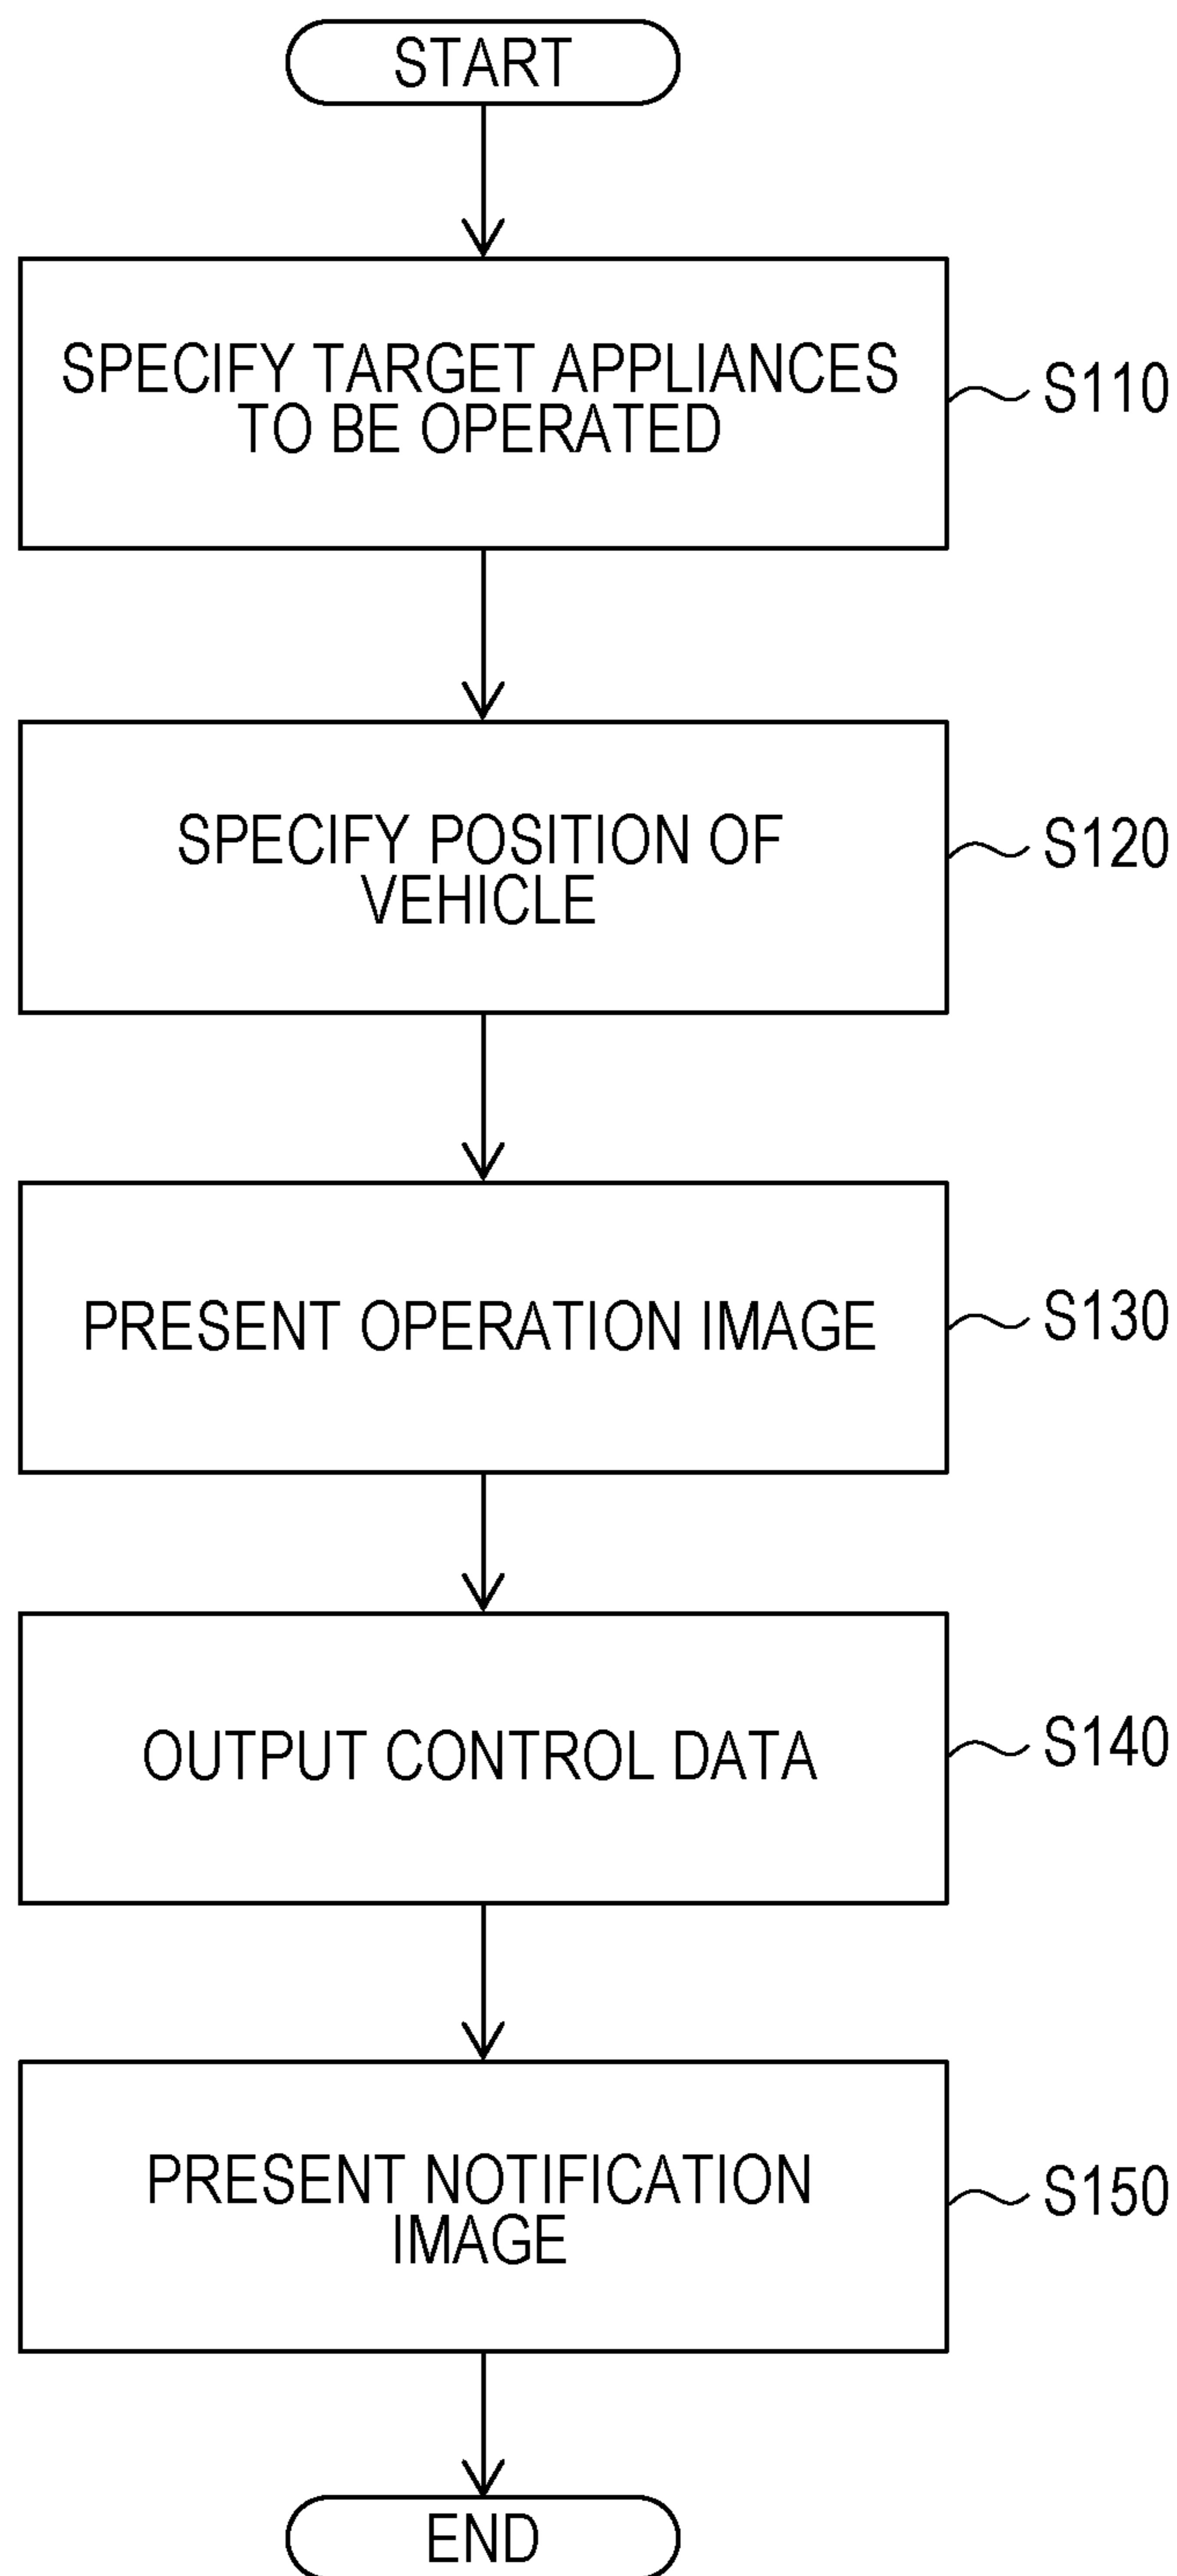 START
SPECIFY TARGET APPLIANCES
TO BE OPERATED
S110
SPECIFY POSITION OF
VEHICLE
S120
PRESENT OPERATION IMAGE
S130
OUTPUT CONTROL DATA
S140
PRESENT NOTIFICATION
IMAGE
S150
END